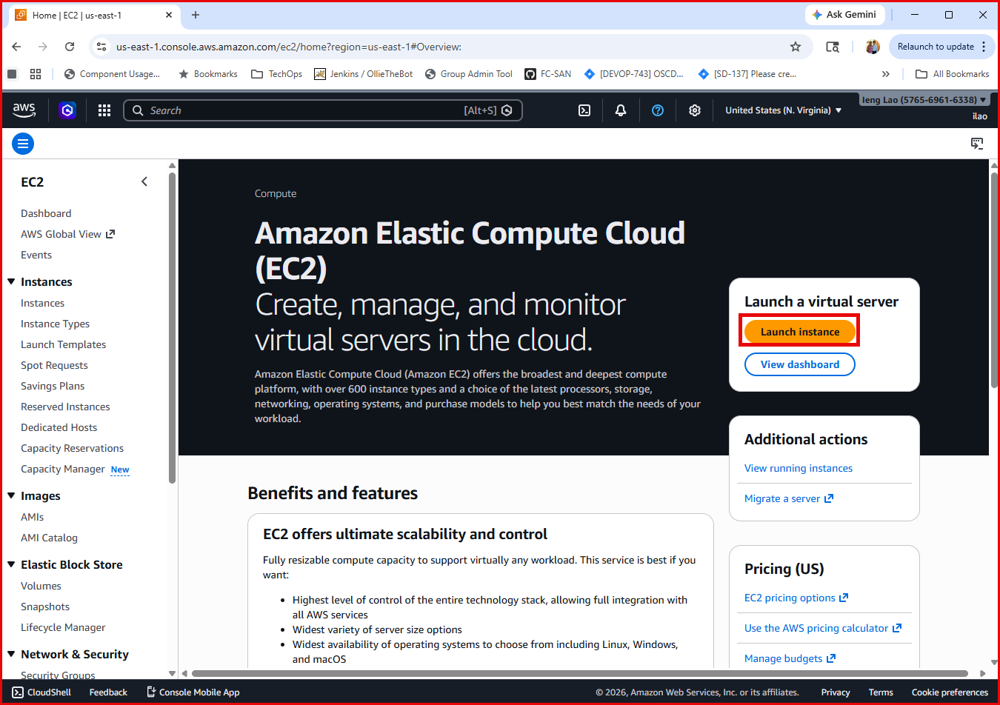 Home | EC2 | us-east-1
Ask Gemini
us-east-1.console.aws.amazon.com/ec2/home?region=us-east-1#Overview:
Relaunch to update
Component Usage...
Bookmarks
TechOps
Jenkins / OllieTheBot
Group Admin Tool
FC-SAN
[DEVOP-743] OSCD...
[SD-137] Please cre...
All Bookmarks
aws
Search
[Alt+S]
United States (N. Virginia)
Ieng Lao (5765-6961-6338)
ilao
EC2
Dashboard
AWS Global View
Events
Instances
Instances
Instance Types
Launch Templates
Spot Requests
Savings Plans
Reserved Instances
Dedicated Hosts
Capacity Reservations
Capacity Manager New
Images
AMIs
AMI Catalog
Elastic Block Store
Volumes
Snapshots
Lifecycle Manager
Network & Security
Security Groups
Compute
Amazon Elastic Compute Cloud
(EC2)
Create, manage, and monitor
virtual servers in the cloud.
Amazon Elastic Compute Cloud (Amazon EC2) offers the broadest and deepest compute
platform, with over 600 instance types and a choice of the latest processors, storage,
networking, operating systems, and purchase models to help you best match the needs of your
workload.
Launch a virtual server
Launch instance
View dashboard
Additional actions
View running instances
Migrate a server
Benefits and features
EC2 offers ultimate scalability and control
Fully resizable compute capacity to support virtually any workload. This service is best if you
want:
• Highest level of control of the entire technology stack, allowing full integration with
all AWS services
• Widest variety of server size options
• Widest availability of operating systems to choose from including Linux, Windows,
and macOS
Pricing (US)
EC2 pricing options
Use the AWS pricing calculator
Manage budgets
CloudShell
Feedback
Console Mobile App
© 2026, Amazon Web Services, Inc. or its affiliates.
Privacy
Terms
Cookie preferences